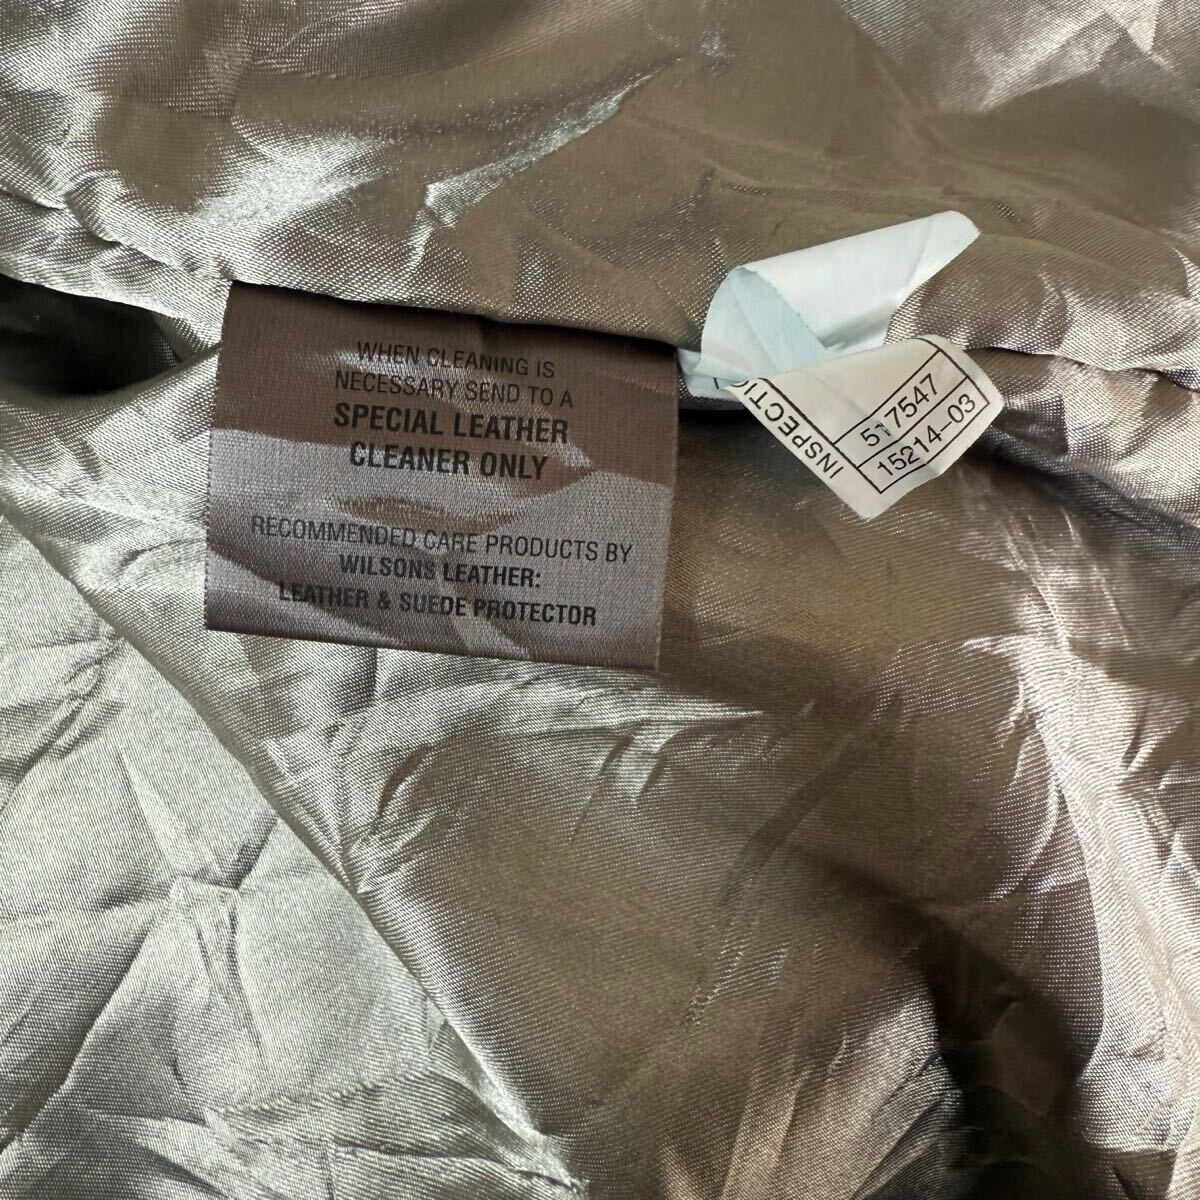 WHEN CLEANING IS
NECESSARY SEND TO A
SPECIAL LEATHER
CLEANER ONLY
RECOMMENDED CARE PRODUCTS BY
WILSONS LEATHER:
LEATHER & SUEDE PROTECTOR
517547
15214-03